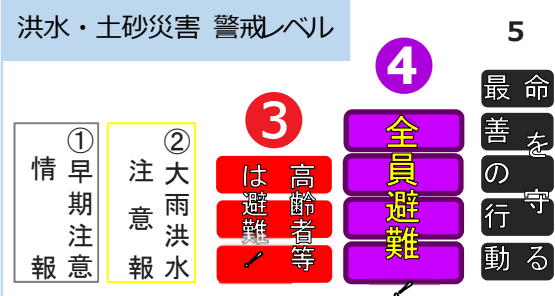 洪水・土砂災害 警戒レベル
①早期注意
情報
②大雨洪水
注意報
3
高齢者等
は避難！
4
全員避難！
5
命を守る
最善の行動